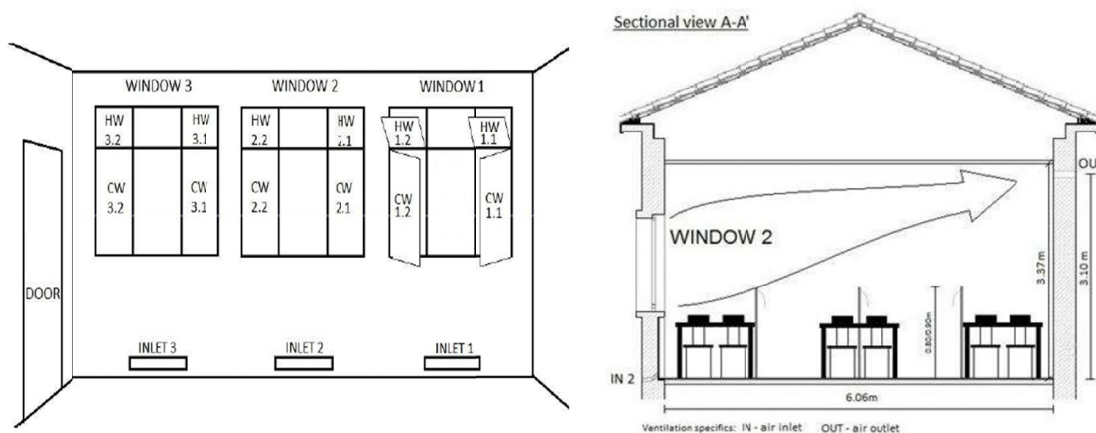 WINDOW 3
WINDOW 2
WINDOW 1
HW
3.2
HW
3.1
HW
2.2
HW
2.1
HW
1.2
HW
1.1
CW
3.2
CW
3.1
CW
2.2
CW
2.1
CW
1.2
CW
1.1
DOOR
INLET 3
INLET 2
INLET 1
Sectional view A-A'
OU
WINDOW 2
3.37m
3.10 m
0.80/0.90m
IN 2
6.06m
Ventilation specifics: IN - air inlet OUT - air outlet